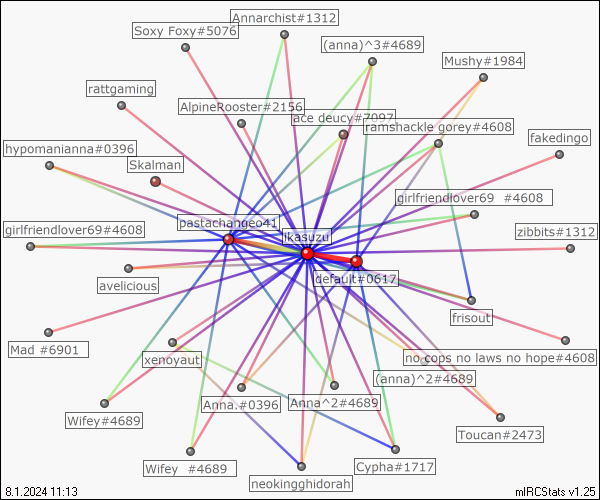 Annarchist#1312
Soxy Foxy#5076
(anna)^3#4689
Mushy#1984
rattgaming
AlpineRooster#2156
ace deucy#7097
ramshackle gorey#4608
fakedingo
hypomanianna#0396
Skalman
girlfriendlover69 #4608
pastachange041
girlfriendlover69#4608
ikasuzu
zibbits#1312
default#0617
avelicious
frisout
Mad #6901
xenoyaut
no cops no laws no hope#4608
(anna)^2#4689
Anna.#0396
Anna^2#4689
Wifey#4689
Toucan#2473
Wifey #4689
Cypha#1717
neokingghidorah
8.1.2024 11:13
mIRCStats v1.25